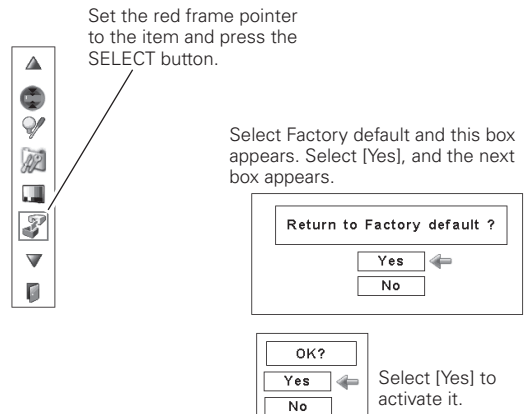 Set the red frame pointer
to the item and press the
SELECT button.
Select Factory default and this box
appears. Select [Yes], and the next
box appears.
Return to Factory default ?
Yes
No
OK?
Yes
No
Select [Yes] to
activate it.